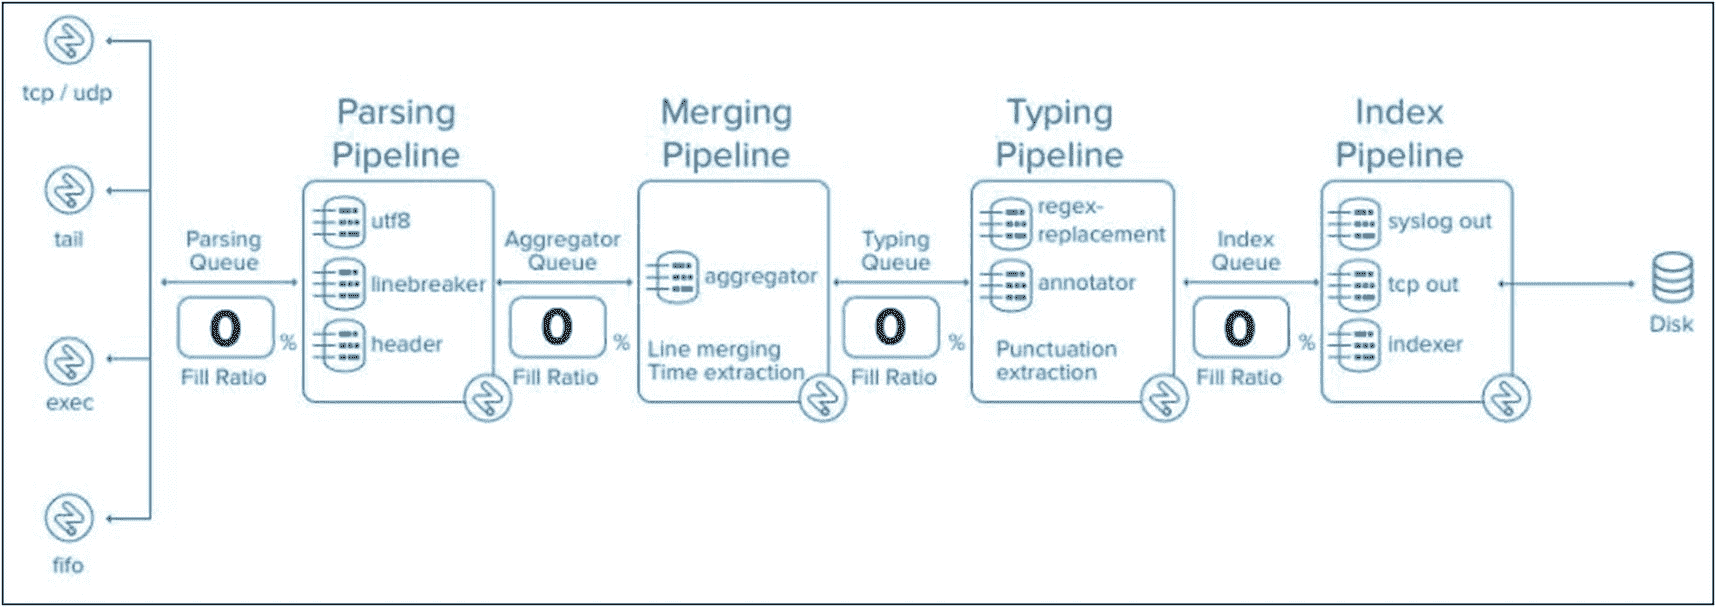 tcp / udp
tail
exec
fifo
Parsing
Queue
0
%
Fill Ratio
Parsing
Pipeline
utf8
linebreaker
header
Aggregator
Queue
0
%
Fill Ratio
Merging
Pipeline
aggregator
Line merging
Time extraction
Typing
Queue
0
%
Fill Ratio
Typing
Pipeline
regex-
replacement
annotator
Punctuation
extraction
Index
Queue
0
%
Fill Ratio
Index
Pipeline
syslog out
tcp out
indexer
Disk